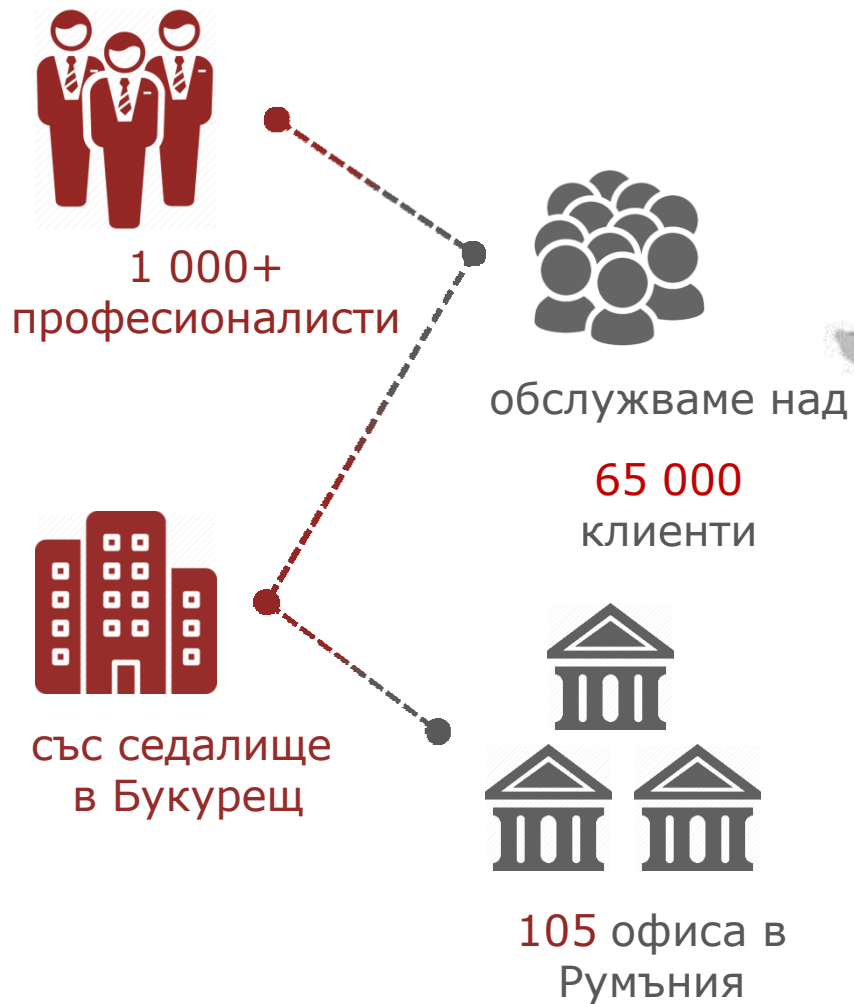 1 000+
професионалисти
обслужваме над
65 000
клиенти
със седалище
в Букурещ
105 офиса в
Румъния